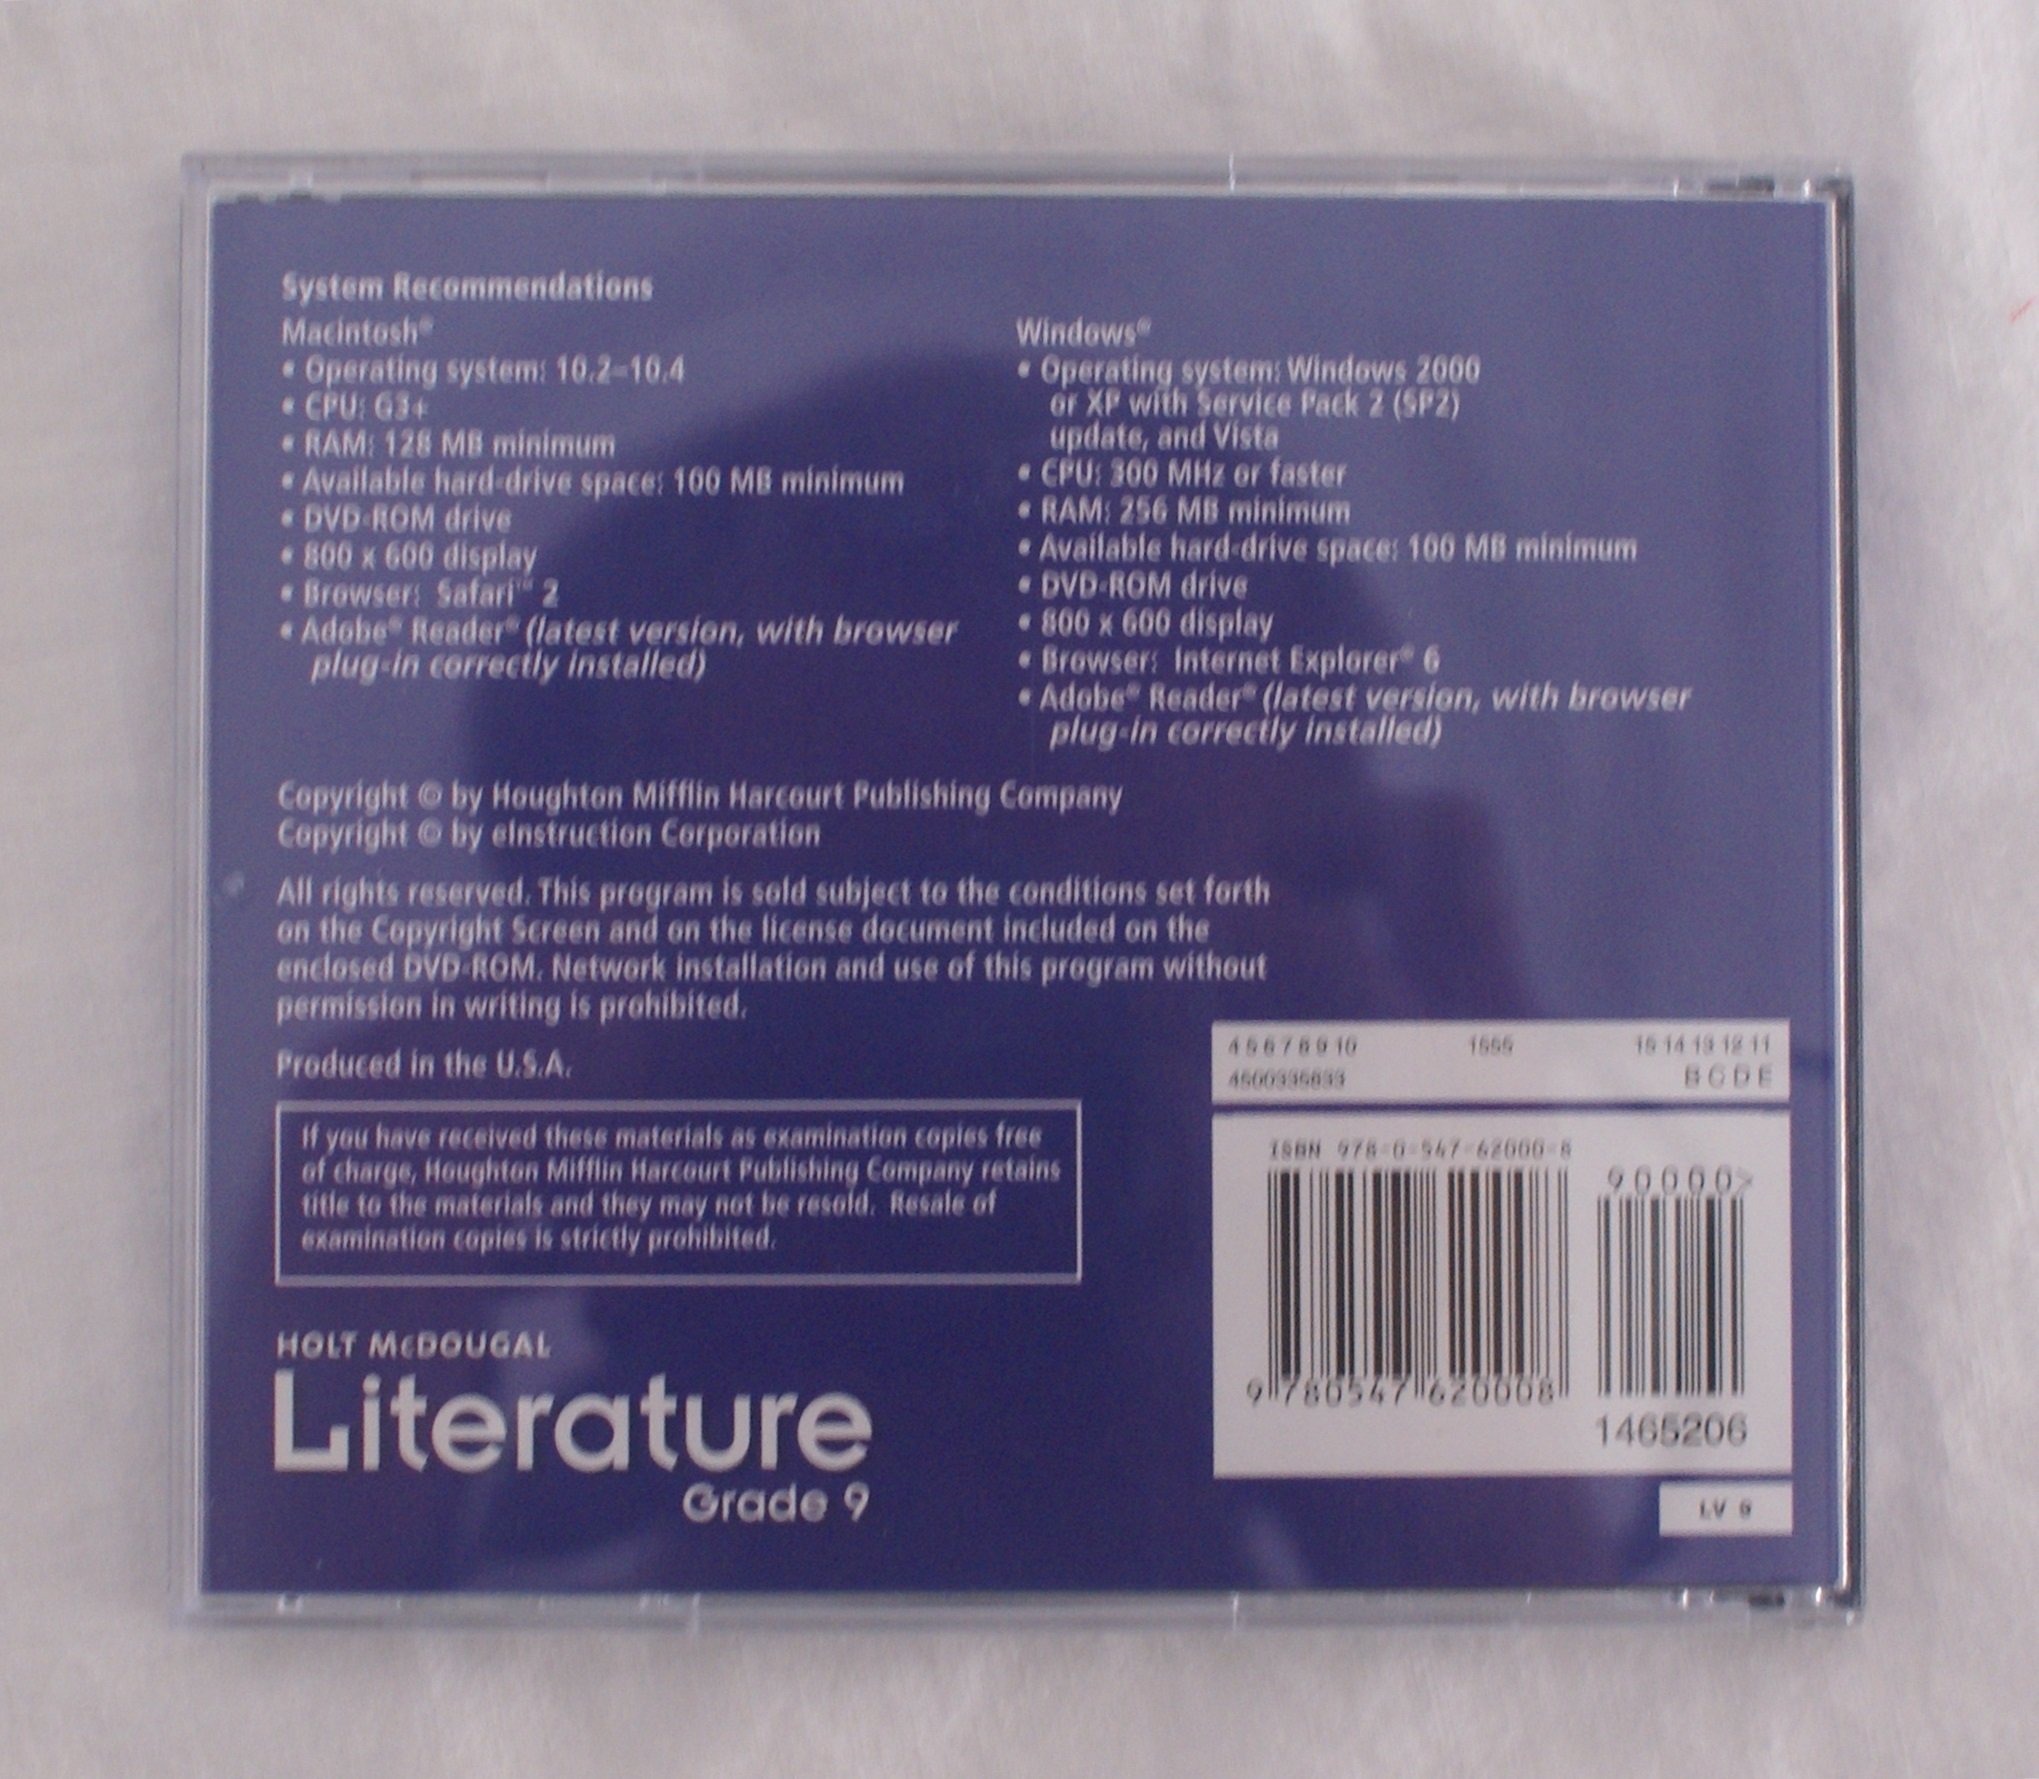 System Recommendations
Macintosh®
• Operating system: 10.2–10.4
• CPU: G3+
• RAM: 128 MB minimum
• Available hard-drive space: 100 MB minimum
• DVD-ROM drive
• 800 x 600 display
• Browser: Safari™ 2
• Adobe® Reader® (latest version, with browser
plug-in correctly installed)
Windows®
• Operating system: Windows 2000
or XP with Service Pack 2 (SP2)
update, and Vista
• CPU: 300 MHz or faster
• RAM: 256 MB minimum
• Available hard-drive space: 100 MB minimum
• DVD-ROM drive
• 800 x 600 display
• Browser: Internet Explorer® 6
• Adobe® Reader® (latest version, with browser
plug-in correctly installed)
Copyright © by Houghton Mifflin Harcourt Publishing Company
Copyright © by eInstruction Corporation
All rights reserved. This program is sold subject to the conditions set forth
on the Copyright Screen and on the license document included on the
enclosed DVD-ROM. Network installation and use of this program without
permission in writing is prohibited.
Produced in the U.S.A.
If you have received these materials as examination copies free
of charge, Houghton Mifflin Harcourt Publishing Company retains
title to the materials and they may not be resold. Resale of
examination copies is strictly prohibited.
HOLT McDOUGAL
Literature
Grade 9
4 5 6 7 8 9 10 1555 15 14 13 12 11
B C D E
ISBN 978-0-547-62000-8
90000>
9 780547 620008
1465206
LV 9